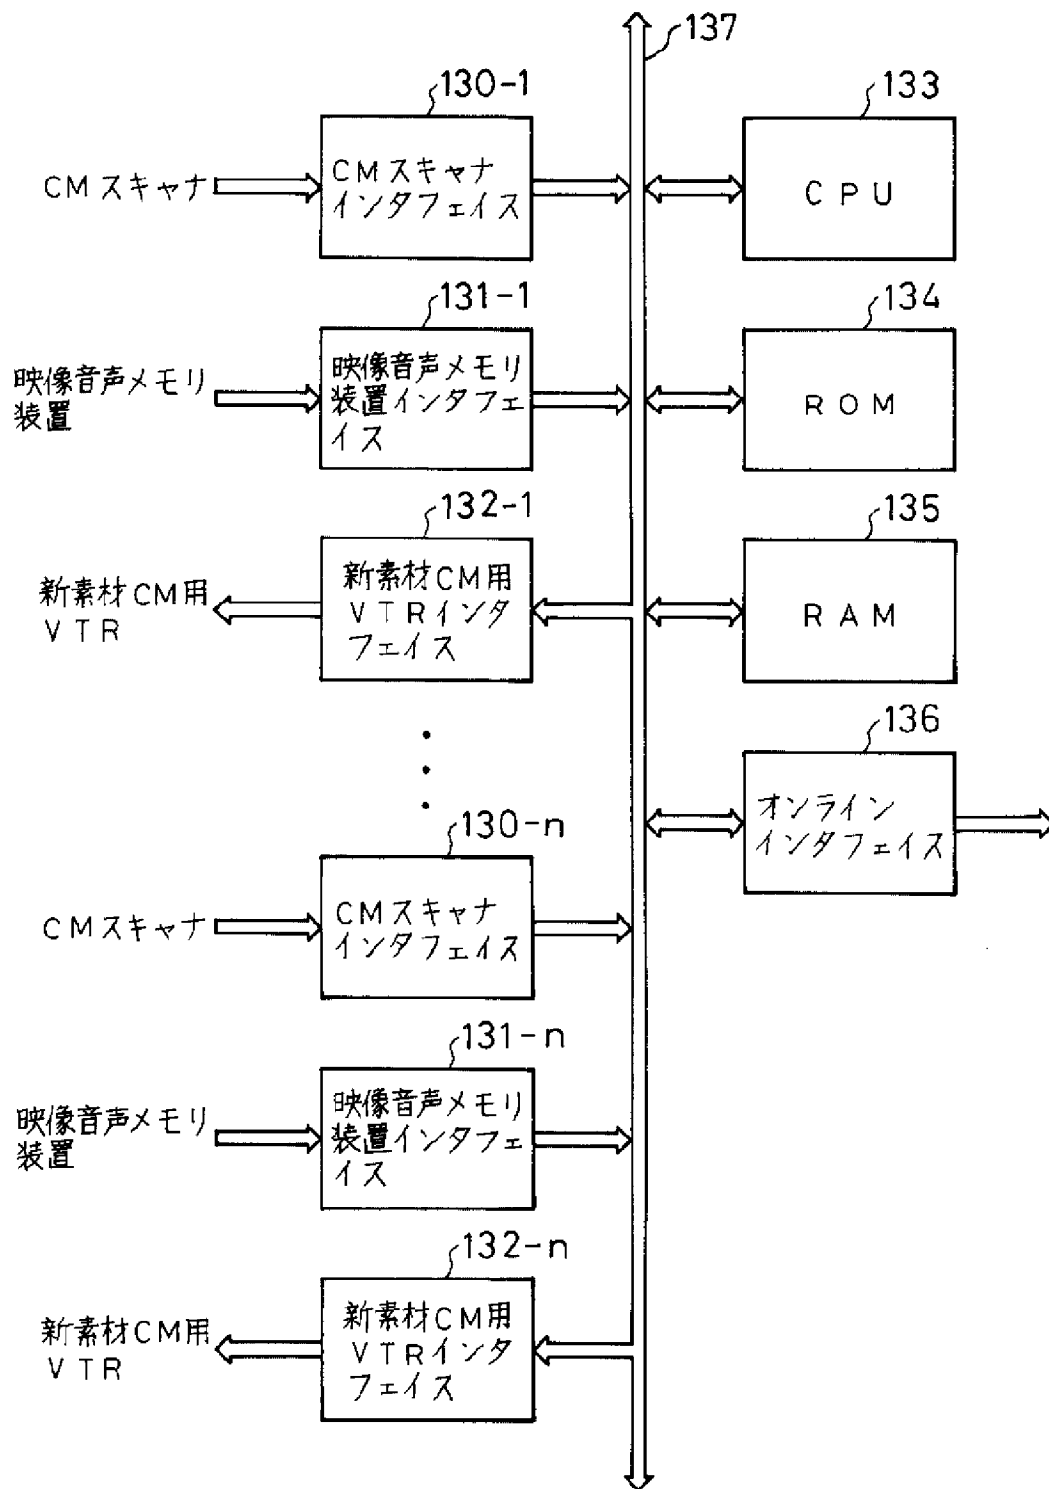 137
130-1
133
CMスキャナ
CMスキャナ
インタフェイス
CPU
131-1
134
映像音声メモリ
装置
映像音声メモリ
装置インタフェ
イス
ROM
132-1
135
新素材CM用
VTR
新素材CM用
VTRインタ
フェイス
RAM
136
オンライン
インタフェイス
130-n
CMスキャナ
CMスキャナ
インタフェイス
131-n
映像音声メモリ
装置
映像音声メモリ
装置インタフェ
イス
132-n
新素材CM用
VTR
新素材CM用
VTRインタ
フェイス